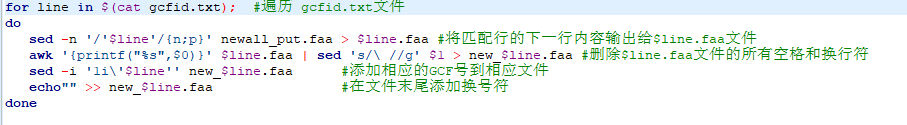 for line in $(cat gcfid.txt);  #遍历 gcfid.txt文件
do
   sed -n '/'$line'/{n;p}' newall_put.faa > $line.faa #将匹配行的下一行内容输出给$line.faa文件
   awk '{printf("%s",$0)}' $line.faa | sed 's/\ //g' $1 > new_$line.faa #删除$line.faa文件的所有空格和换行符
   sed -i '1i\'$line'' new_$line.faa       #添加相应的GCF号到相应文件
   echo"" >> new_$line.faa                 #在文件末尾添加换号符
done